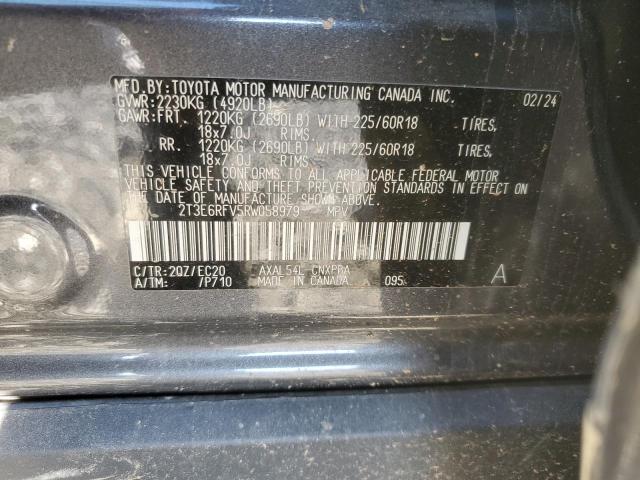 MFD.BY:TOYOTA MOTOR MANUFACTURING CANADA INC. 02/24
GVWR:2230KG (4920LB)
GAWR:FRT. 1220KG (2690LB) WITH 225/60R18 TIRES,
18x7.0J RIMS.
RR. 1220KG (2690LB) WITH 225/60R18 TIRES,
18x7.0J RIMS.
THIS VEHICLE CONFORMS TO ALL APPLICABLE FEDERAL MOTOR
VEHICLE SAFETY AND THEFT PREVENTION STANDARDS IN EFFECT ON
THE DATE OF MANUFACTURE SHOWN ABOVE.
2T3E6RFV5RW058979 MPV
C/TR:2QZ/EC20 AXAL54L CNXPRA
A/TM: /P710 MADE IN CANADA 095 A